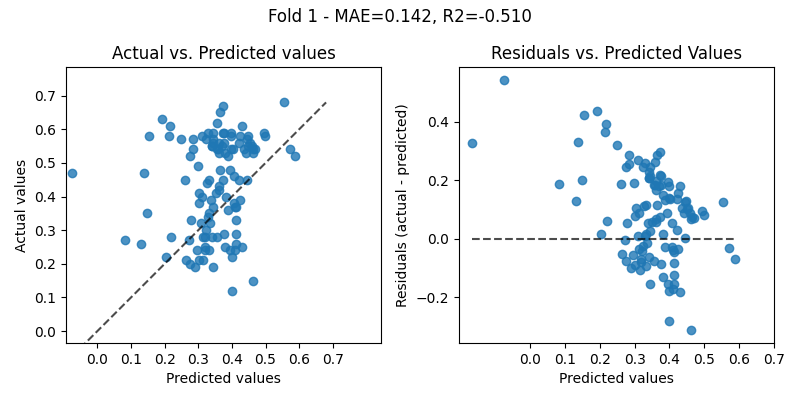 Fold 1 - MAE=0.142, R2=-0.510
Actual vs. Predicted values
Actual values
0.7
0.6
0.5
0.4
0.3
0.2
0.1
0.0
0.0 0.1 0.2 0.3 0.4 0.5 0.6 0.7
Predicted values
Residuals vs. Predicted Values
Residuals (actual - predicted)
0.4
0.2
0.0
−0.2
0.0 0.1 0.2 0.3 0.4 0.5 0.6 0.7
Predicted values